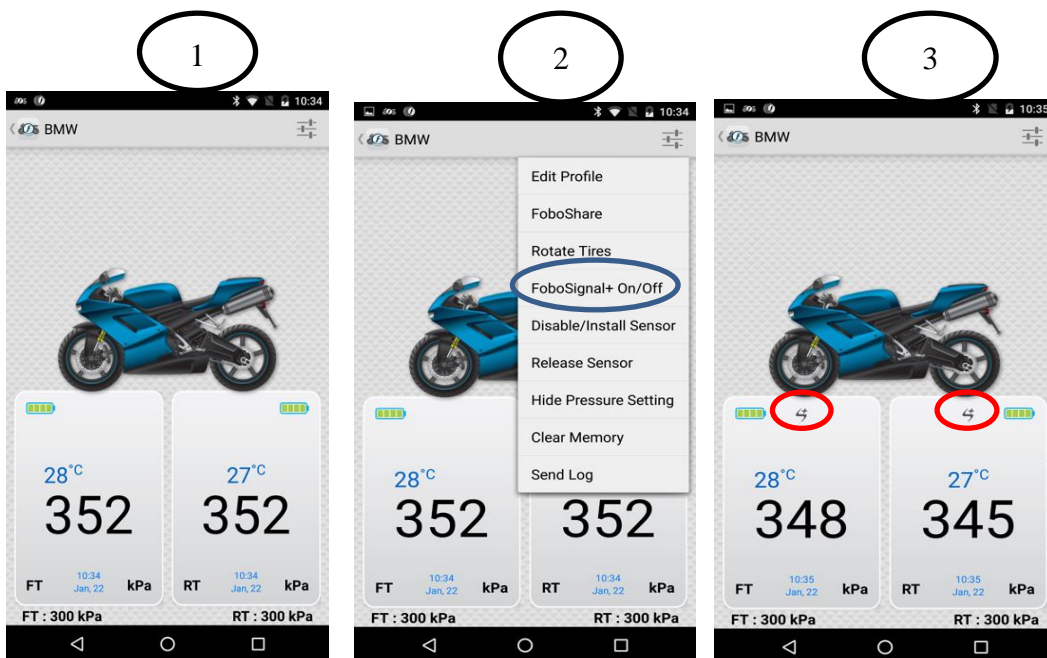 1
10:34
BMW
28°C
352
FT
10:34
Jan, 22
kPa
27°C
352
RT
10:34
Jan, 22
kPa
FT : 300 kPa
RT : 300 kPa
2
10:34
BMW
Edit Profile
FoboShare
Rotate Tires
FoboSignal+ On/Off
Disable/Install Sensor
Release Sensor
Hide Pressure Setting
Clear Memory
Send Log
28°C
352
FT
10:34
Jan, 22
kPa
352
RT
10:34
Jan, 22
kPa
FT : 300 kPa
RT : 300 kPa
3
10:35
BMW
28°C
348
FT
10:35
Jan, 22
kPa
27°C
345
RT
10:35
Jan, 22
kPa
FT : 300 kPa
RT : 300 kPa